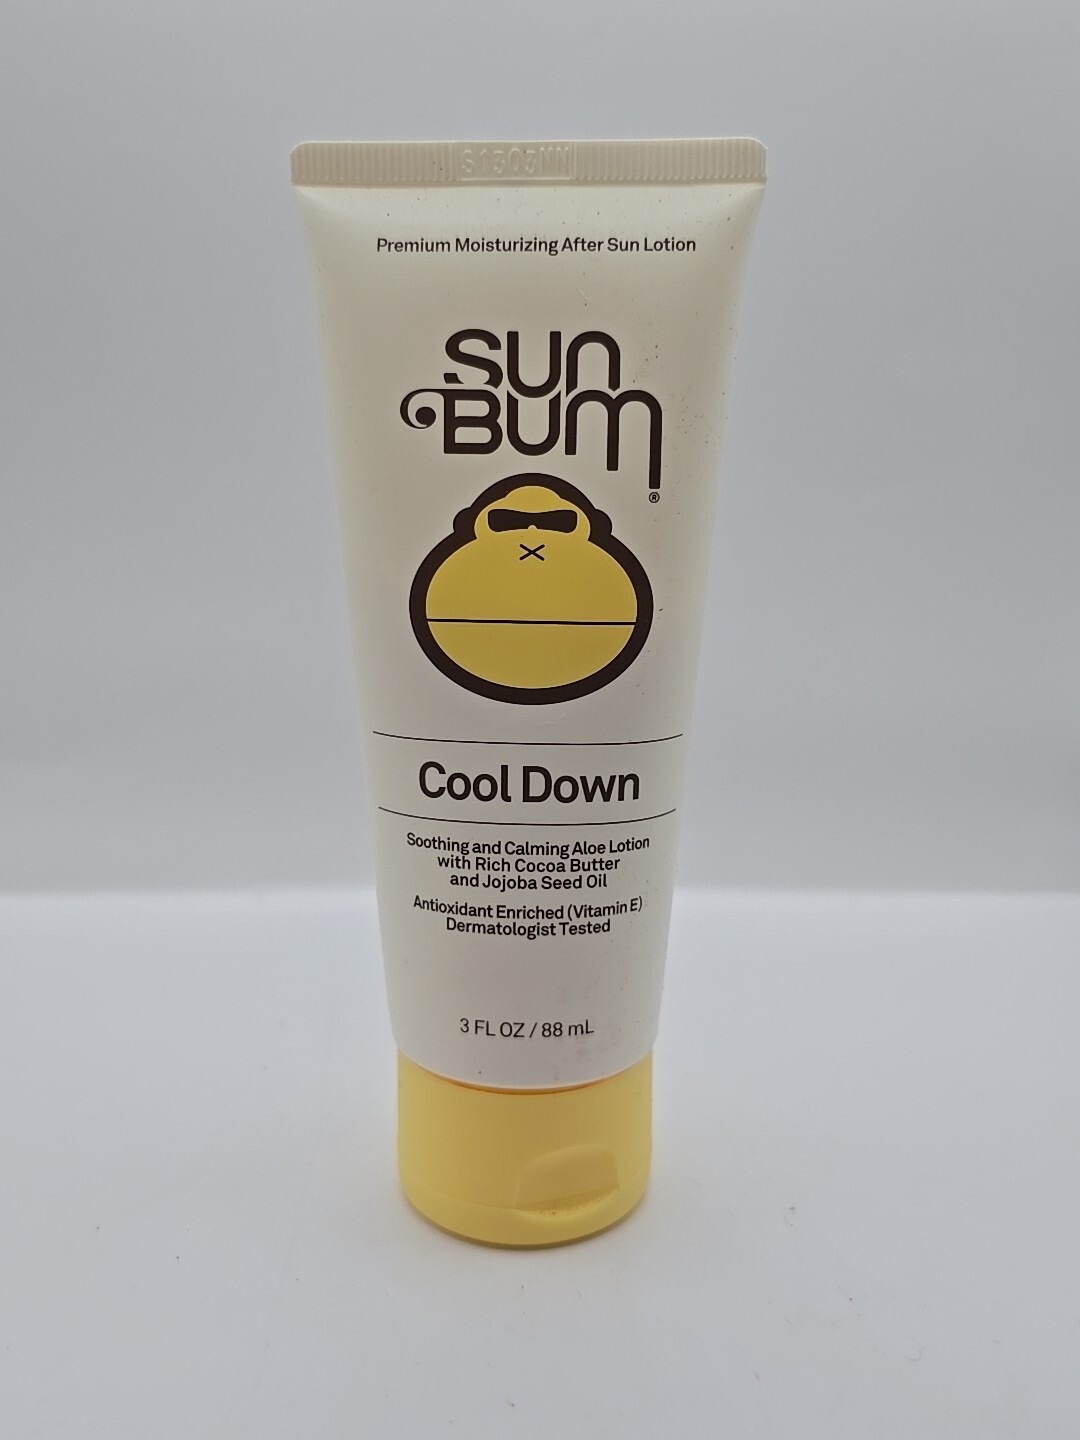 S1303NN
Premium Moisturizing After Sun Lotion
SUN
BUM
®
Cool Down
Soothing and Calming Aloe Lotion
with Rich Cocoa Butter
and Jojoba Seed Oil
Antioxidant Enriched (Vitamin E)
Dermatologist Tested
3 FL OZ / 88 mL